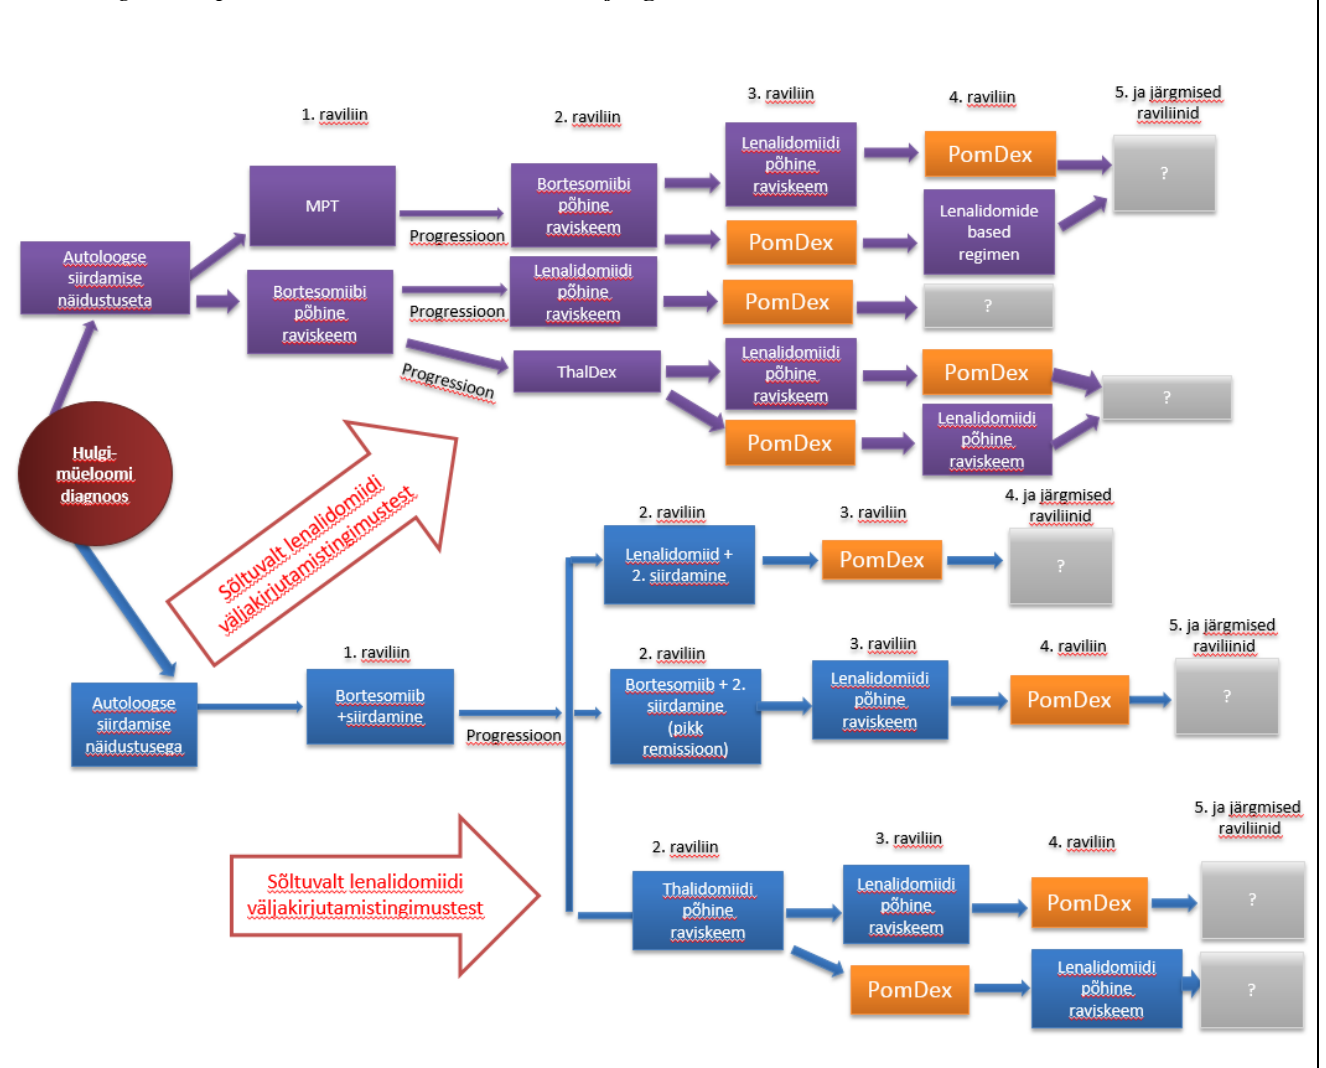 1. raviliin
2. raviliin
3. raviliin
4. raviliin
5. ja järgmised
raviliinid
MPT
Progressioon
Bortesomiibi
põhine
raviskeem
Lenalidomiidi
põhine
raviskeem
PomDex
?
PomDex
Lenalidomide
based
regimen
Autoloogse
siirdamise
näidustuseta
Bortesomiibi
põhine
raviskeem
Progressioon
Lenalidomiidi
põhine
raviskeem
PomDex
?
Progressioon
ThalDex
Lenalidomiidi
põhine
raviskeem
PomDex
?
PomDex
Lenalidomiidi
põhine
raviskeem
Hulgi-
müeloomi
diagnoos
Sõltuvalt lenalidomiidi
väljakirjutamistingimustest
2. raviliin
3. raviliin
4. ja järgmised
raviliinid
Lenalidomiid +
2. siirdamine
PomDex
?
1. raviliin
2. raviliin
3. raviliin
4. raviliin
5. ja järgmised
raviliinid
Autoloogse
siirdamise
näidustusega
Bortesomiib
+siirdamine
Progressioon
Bortesomiib + 2.
siirdamine
(pikk
remissioon)
Lenalidomiidi
põhine
raviskeem
PomDex
?
Sõltuvalt lenalidomiidi
väljakirjutamistingimustest
2. raviliin
3. raviliin
4. raviliin
5. ja järgmised
raviliinid
Thalidomiidi
põhine
raviskeem
Lenalidomiidi
põhine
raviskeem
PomDex
?
PomDex
Lenalidomiidi
põhine
raviskeem
?